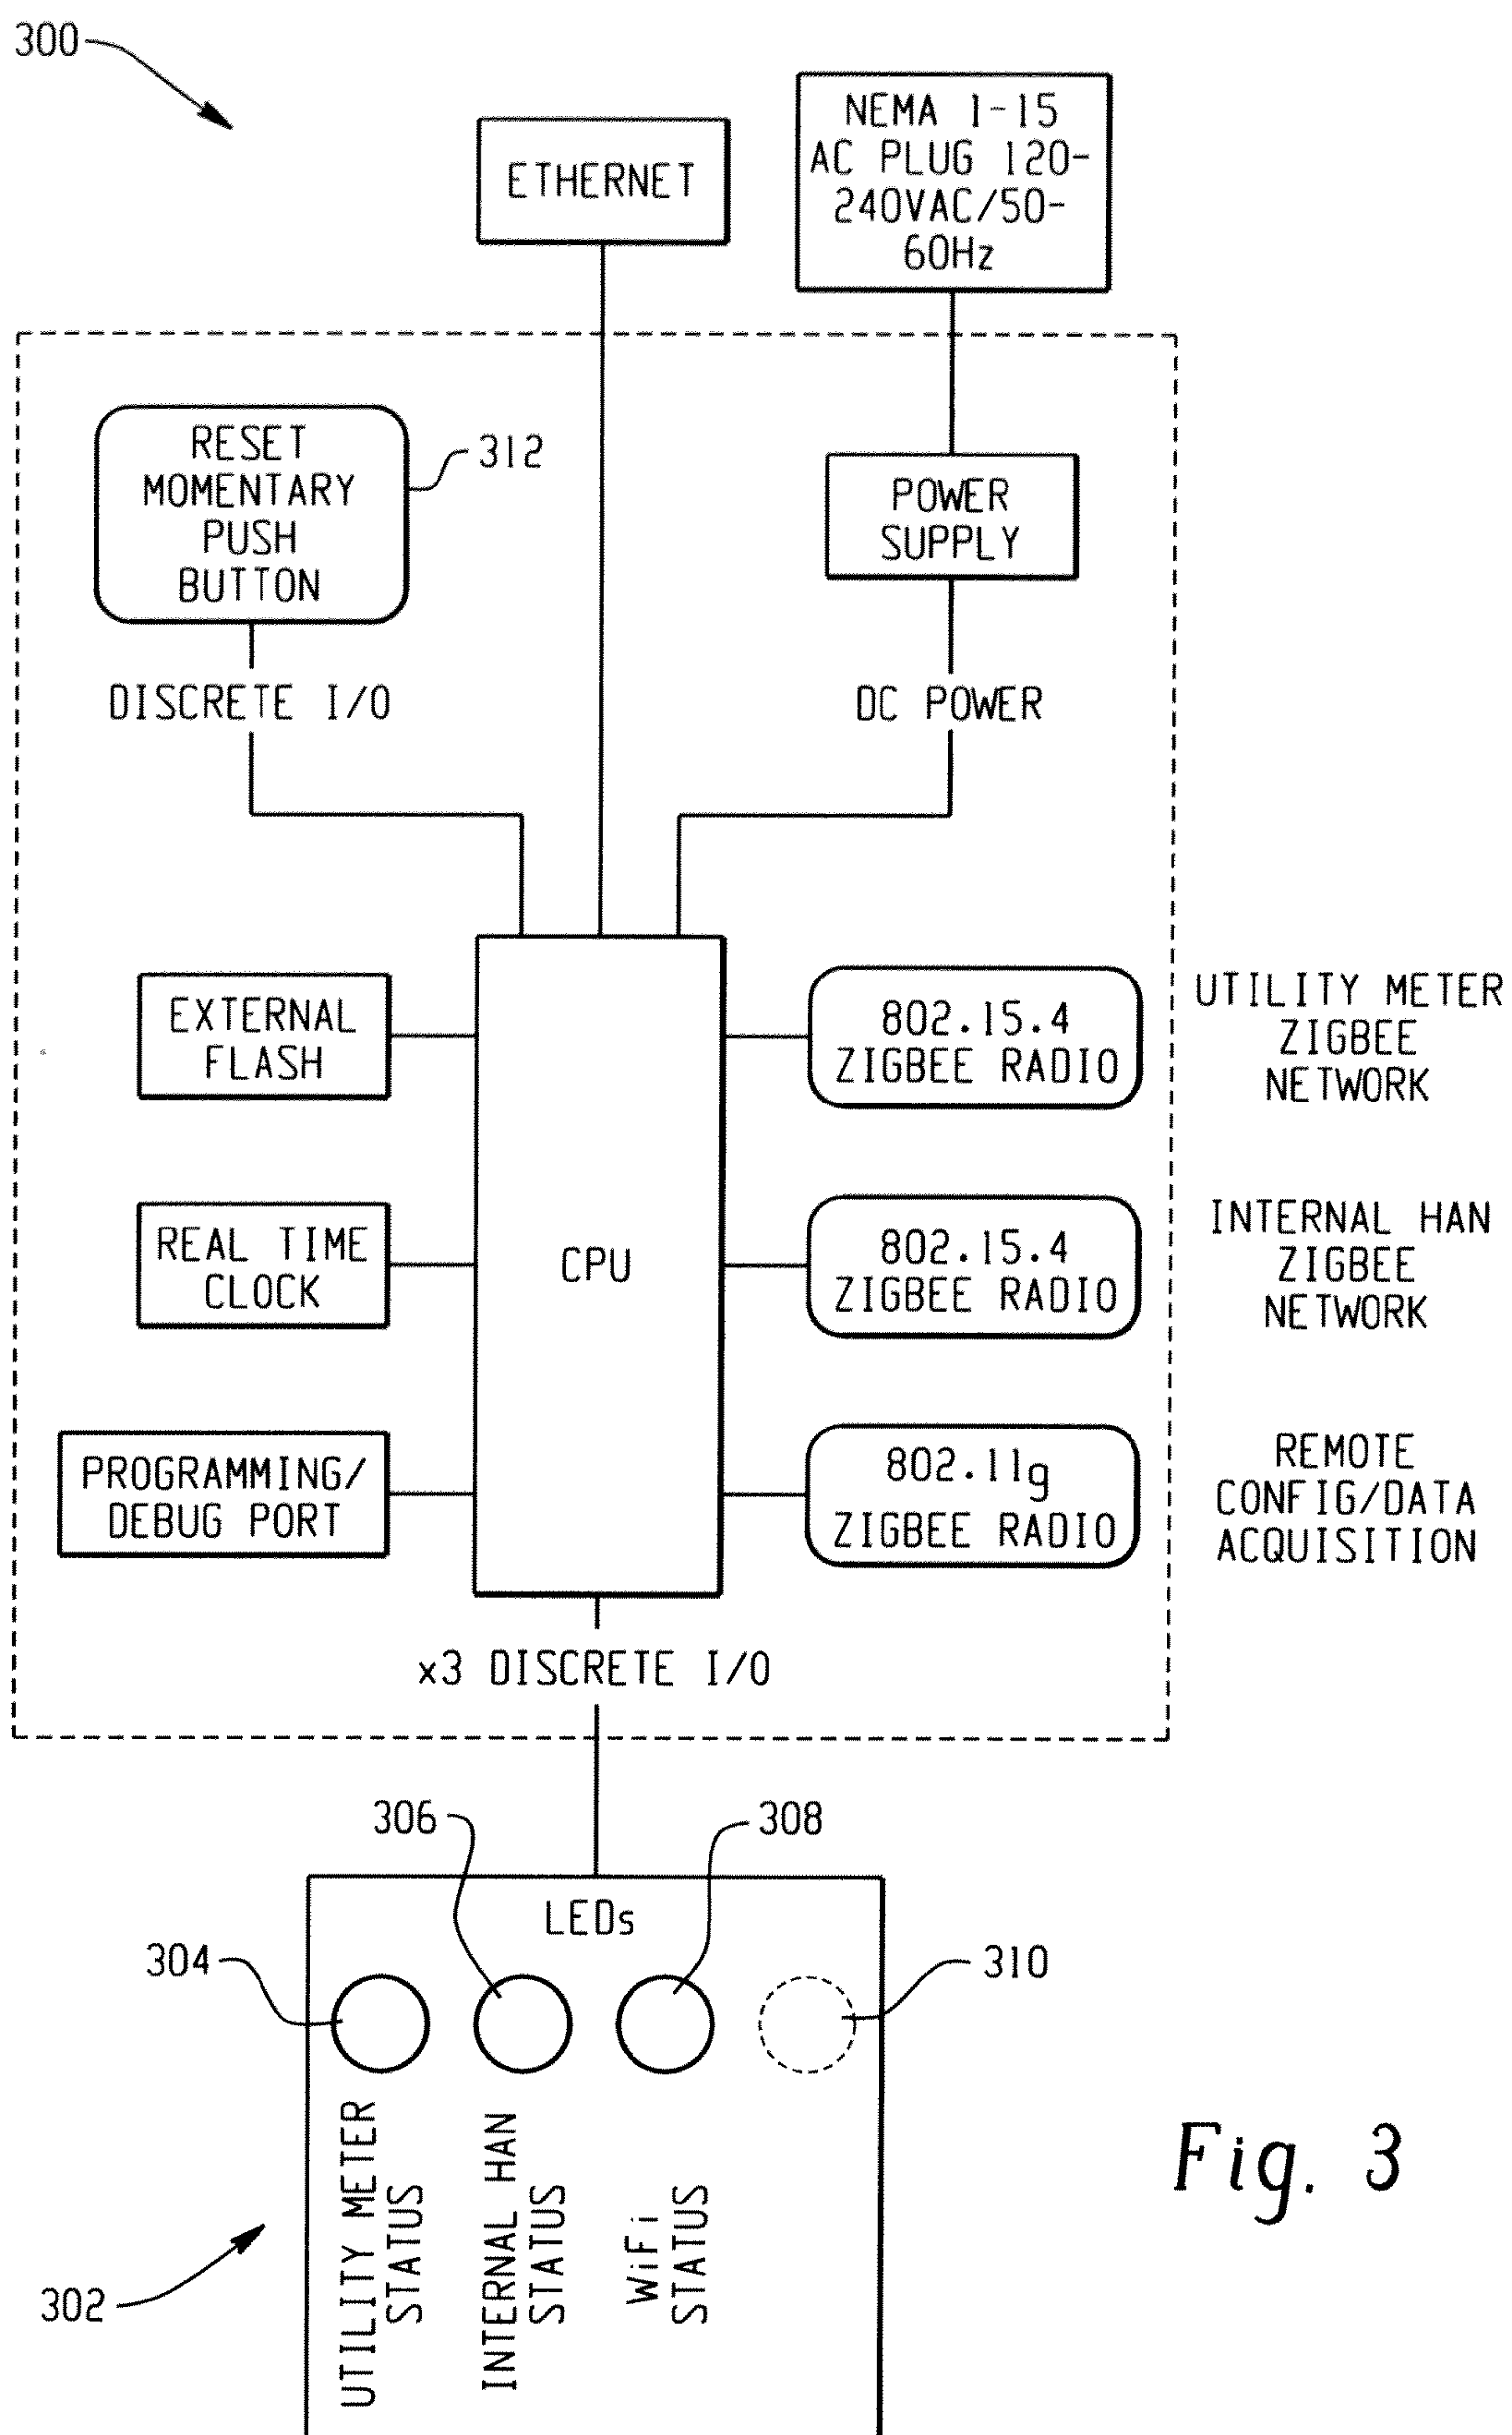 300
NEMA 1-15
AC PLUG 120-
240VAC/50-
60Hz
ETHERNET
RESET
MOMENTARY
PUSH
BUTTON
312
POWER
SUPPLY
DISCRETE I/O
DC POWER
EXTERNAL
FLASH
802.15.4
ZIGBEE RADIO
UTILITY METER
ZIGBEE
NETWORK
REAL TIME
CLOCK
CPU
802.15.4
ZIGBEE RADIO
INTERNAL HAN
ZIGBEE
NETWORK
PROGRAMMING/
DEBUG PORT
802.11g
ZIGBEE RADIO
REMOTE
CONFIG/DATA
ACQUISITION
x3 DISCRETE I/O
306
308
LEDs
304
310
UTILITY METER
STATUS
INTERNAL HAN
STATUS
WiFi
STATUS
302
Fig. 3